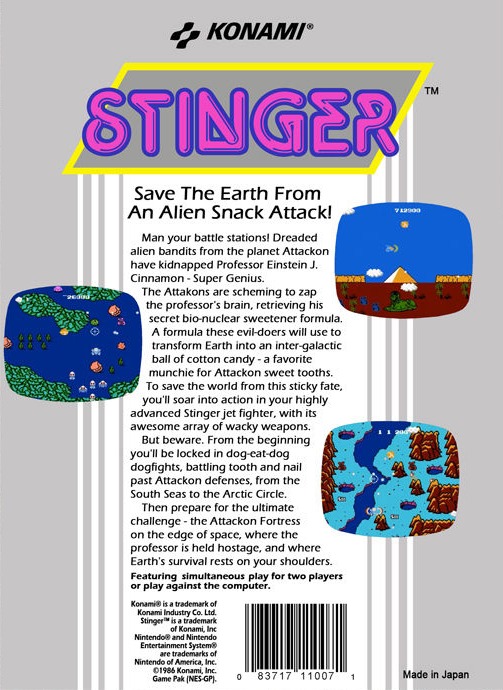 KONAMI®
STINGER™
Save The Earth From
An Alien Snack Attack!
Man your battle stations! Dreaded
alien bandits from the planet Attackon
have kidnapped Professor Einstein J.
Cinnamon - Super Genius.
The Attakons are scheming to zap
the professor's brain, retrieving his
secret bio-nuclear sweetener formula.
A formula these evil-doers will use to
transform Earth into an inter-galactic
ball of cotton candy - a favorite
munchie for Attackon sweet tooths.
To save the world from this sticky fate,
you'll soar into action in your highly
advanced Stinger jet fighter, with its
awesome array of wacky weapons.
But beware. From the beginning
you'll be locked in dog-eat-dog
dogfights, battling tooth and nail
past Attackon defenses, from the
South Seas to the Arctic Circle.
Then prepare for the ultimate
challenge - the Attackon Fortress
on the edge of space, where the
professor is held hostage, and where
Earth's survival rests on your shoulders.
Featuring simultaneous play for two players
or play against the computer.
Konami® is a trademark of
Konami Industry Co. Ltd.
Stinger™ is a trademark
of Konami, Inc
Nintendo® and Nintendo
Entertainment System®
are trademarks of
Nintendo of America, Inc.
©1986 Konami, Inc.
Game Pak (NES-GP).
0 83717 11007 1
Made in Japan